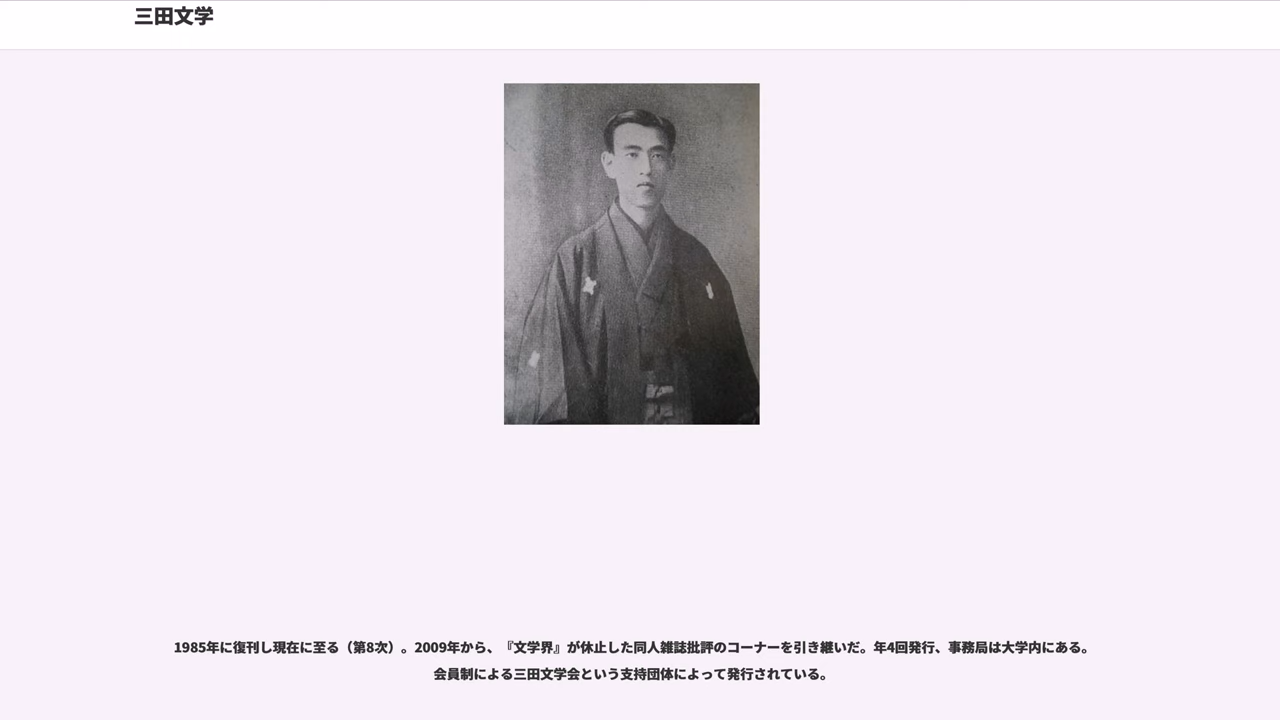 三田文学
1985年に復刊し現在に至る（第8次）。2009年から、『文学界』が休止した同人雑誌批評のコーナーを引き継いだ。年4回発行、事務局は大学内にある。
会員制による三田文学会という支持団体によって発行されている。